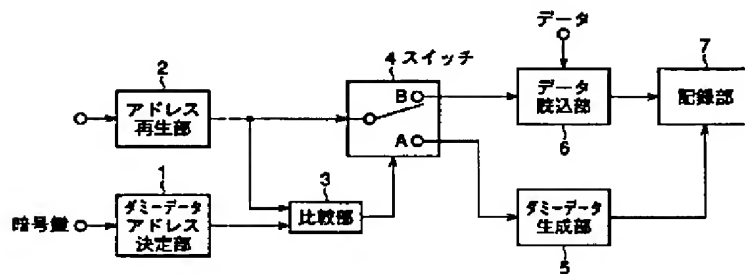 データ
2
アドレス
再生部
4 スイッチ
B
A
データ
読込部
6
7
記録部
暗号鍵
1
ダミーデータ
アドレス
決定部
3
比較部
ダミーデータ
生成部
5